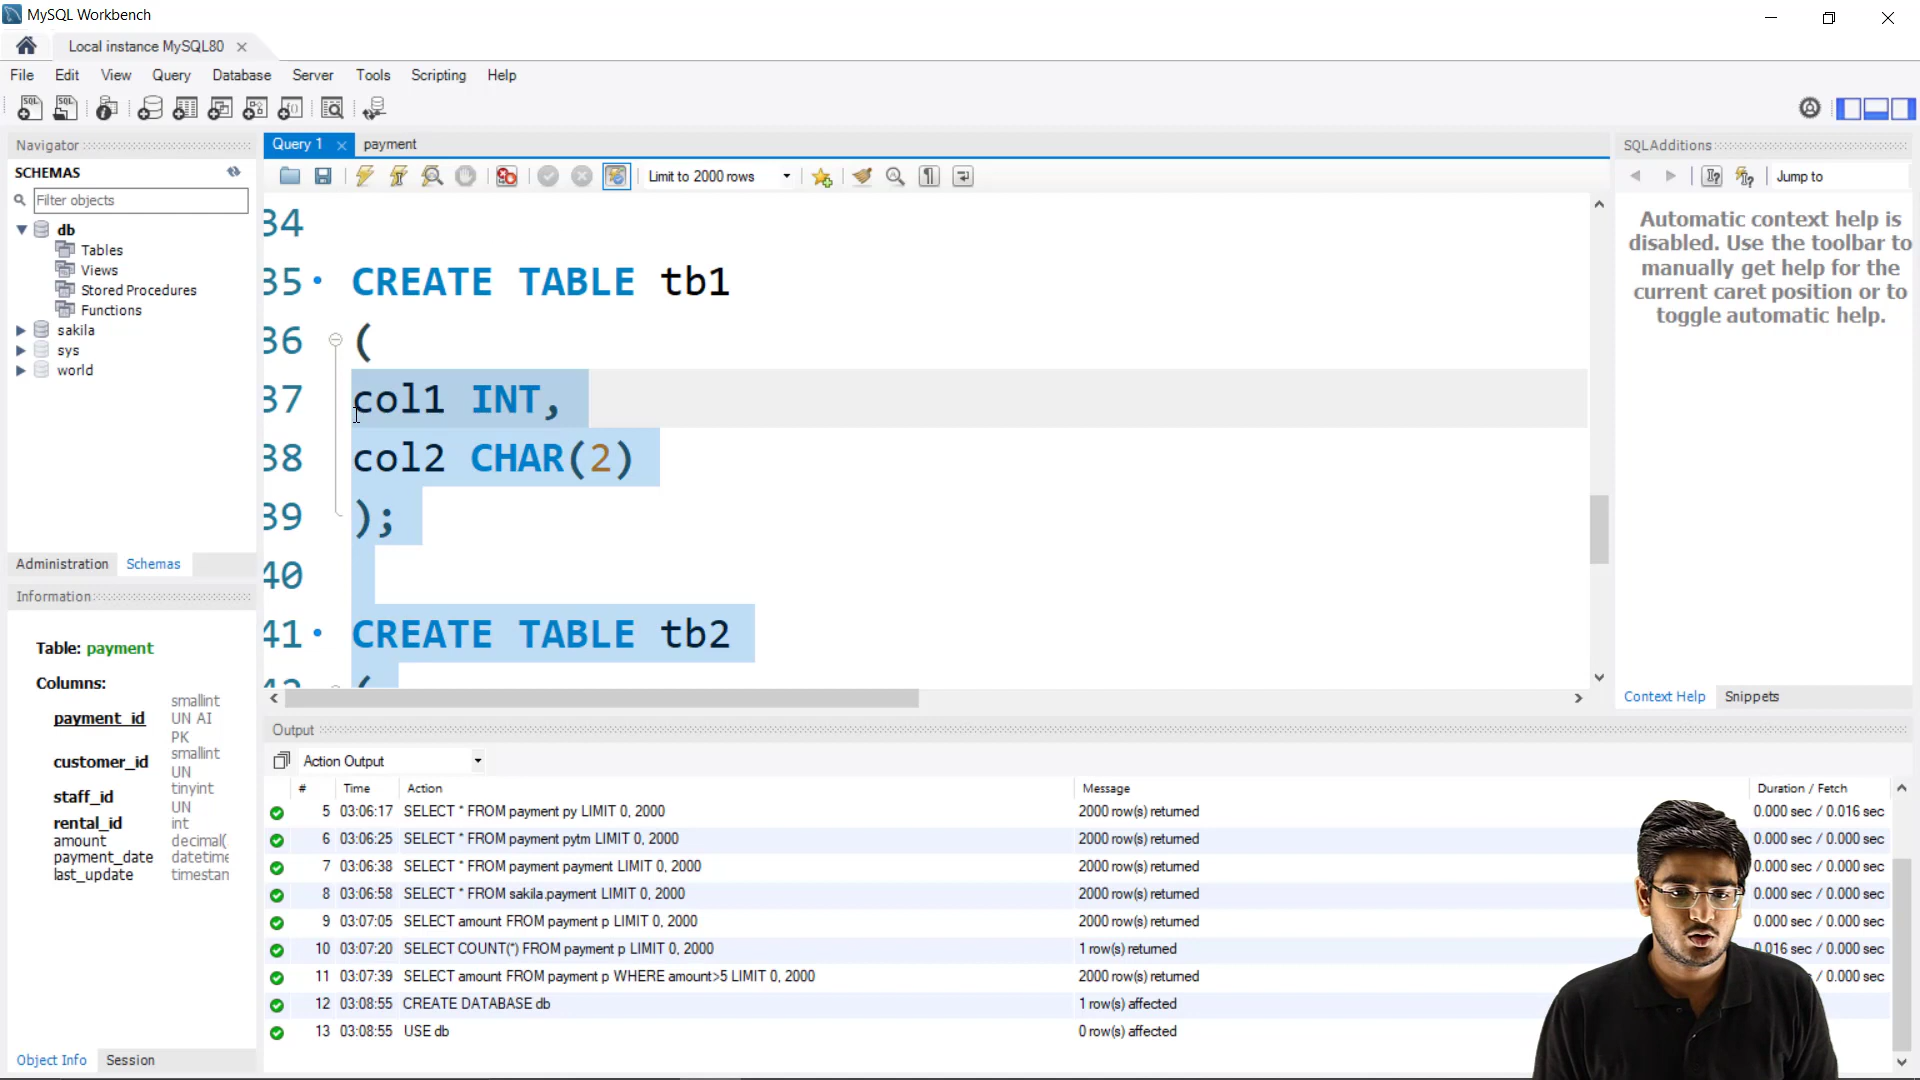 MySQL Workbench
Local instance MySQL80
File Edit View Query Database Server Tools Scripting Help
Navigator
SCHEMAS
Filter objects
db
Tables
Views
Stored Procedures
Functions
sakila
sys
world
Administration Schemas
Information
Table: payment
Columns:
payment_id smallint UN AI PK
customer_id smallint UN
staff_id tinyint UN
rental_id int
amount decimal(
payment_date datetime
last_update timestan
Object Info Session
Query 1 payment
Limit to 2000 rows
34
35 CREATE TABLE tb1
36 (
37 col1 INT,
38 col2 CHAR(2)
39 );
40
41 CREATE TABLE tb2
42 (
Output
Action Output
# Time Action Message Duration / Fetch
5 03:06:17 SELECT * FROM payment py LIMIT 0, 2000 2000 row(s) returned 0.000 sec / 0.016 sec
6 03:06:25 SELECT * FROM payment pytm LIMIT 0, 2000 2000 row(s) returned 0.000 sec / 0.000 sec
7 03:06:38 SELECT * FROM payment payment LIMIT 0, 2000 2000 row(s) returned 0.000 sec / 0.000 sec
8 03:06:58 SELECT * FROM sakila.payment LIMIT 0, 2000 2000 row(s) returned 0.000 sec / 0.000 sec
9 03:07:05 SELECT amount FROM payment p LIMIT 0, 2000 2000 row(s) returned 0.000 sec / 0.000 sec
10 03:07:20 SELECT COUNT(*) FROM payment p LIMIT 0, 2000 1 row(s) returned 0.016 sec / 0.000 sec
11 03:07:39 SELECT amount FROM payment p WHERE amount>5 LIMIT 0, 2000 2000 row(s) returned / 0.000 sec
12 03:08:55 CREATE DATABASE db 1 row(s) affected
13 03:08:55 USE db 0 row(s) affected
SQLAdditions
Jump to
Automatic context help is
disabled. Use the toolbar to
manually get help for the
current caret position or to
toggle automatic help.
Context Help Snippets